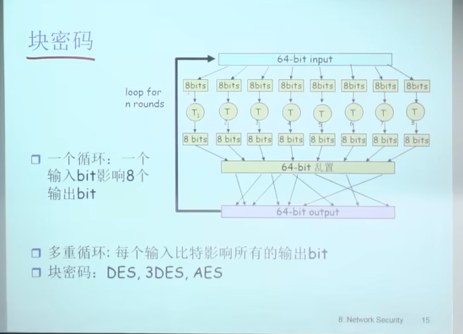 块密码
64-bit input
loop for
n rounds
8bits 8bits 8bits 8bits 8bits 8bits 8bits 8bits
T₁ T T T T T T
8 bits 8 bits 8 bits 8 bits 8 bits 8 bits 8 bits 8 bits
64-bit 乱置
64-bit output
一个循环：一个
输入bit影响8个
输出bit
多重循环: 每个输入比特影响所有的输出bit
块密码：DES, 3DES, AES
8: Network Security 15